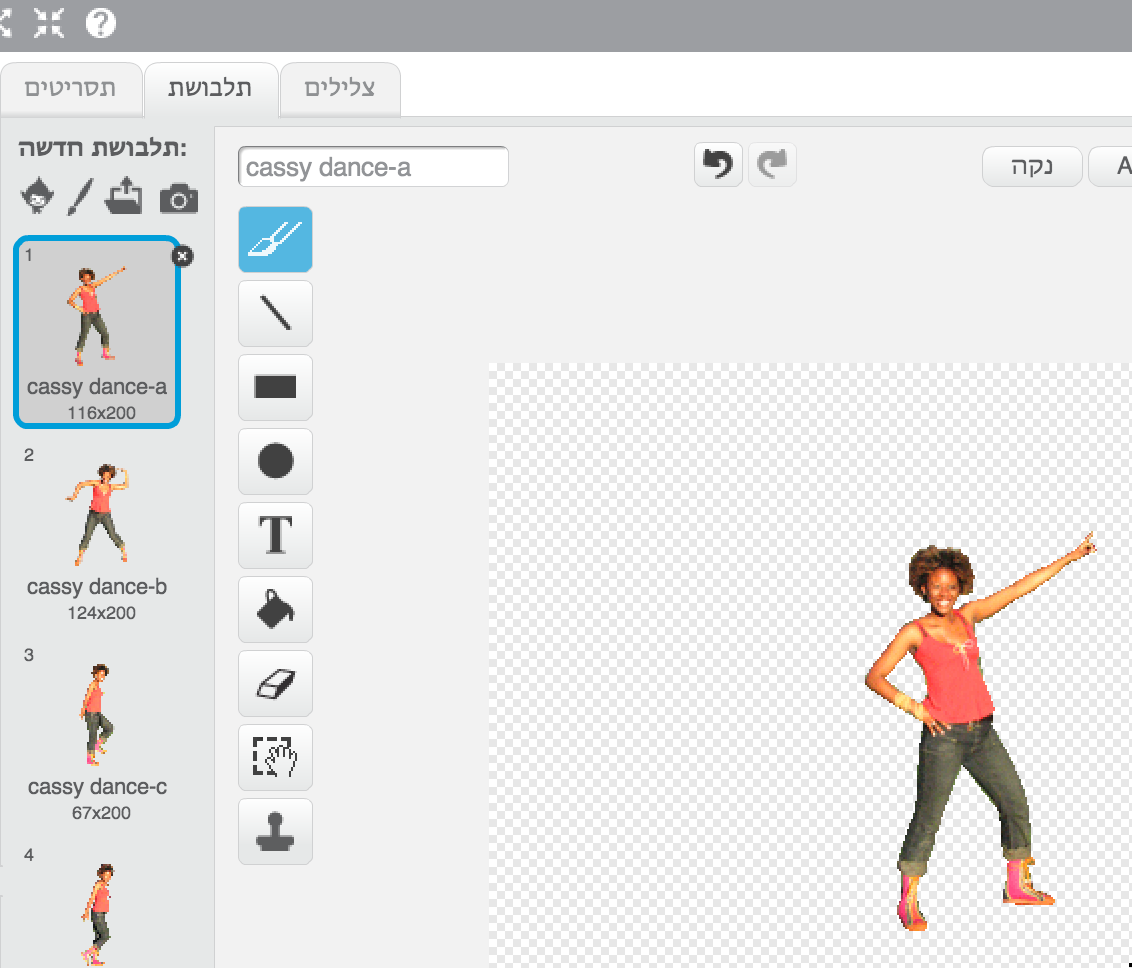 תסריטים
תלבושת
צלילים
תלבושת חדשה:
cassy dance-a
נקה
A
1
cassy dance-a
116x200
2
cassy dance-b
124x200
3
cassy dance-c
67x200
4
T